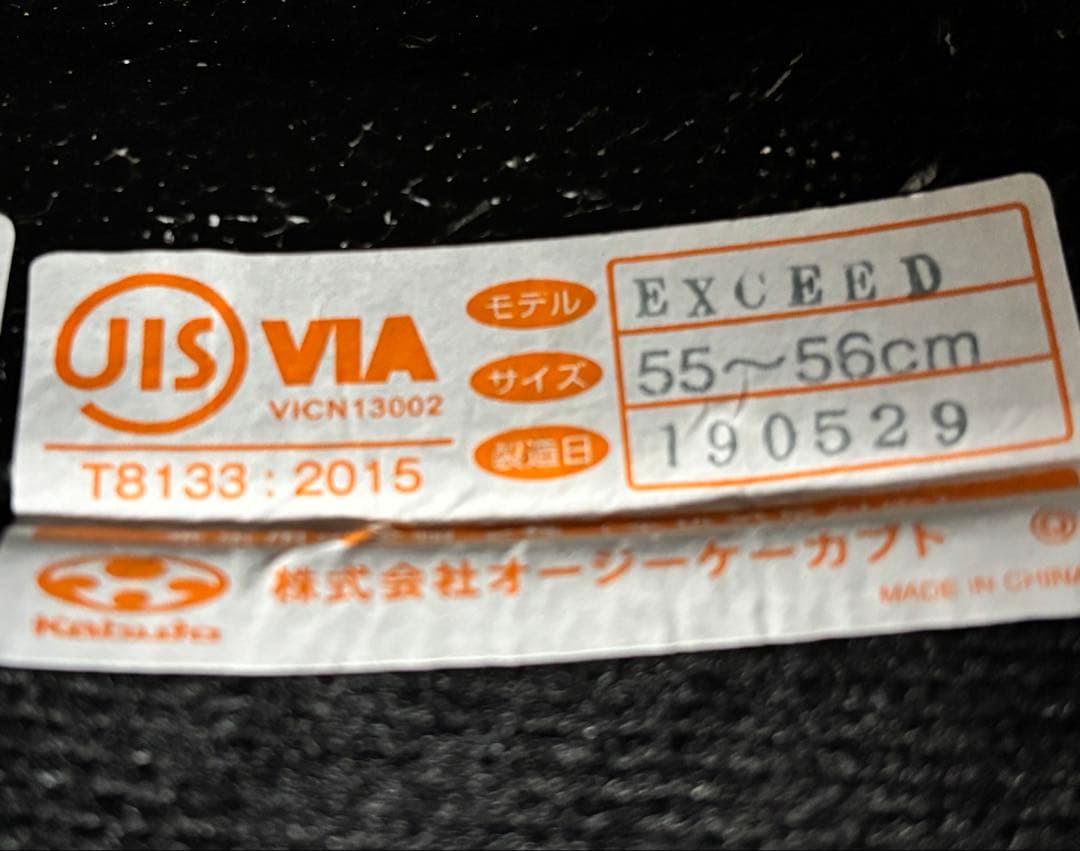 JIS VIA
VICN13002
T8133 : 2015
モデル EXCEED
サイズ 55～56cm
製造日 190529
Kabuto
株式会社オージーケーカブト
MADE IN CHINA